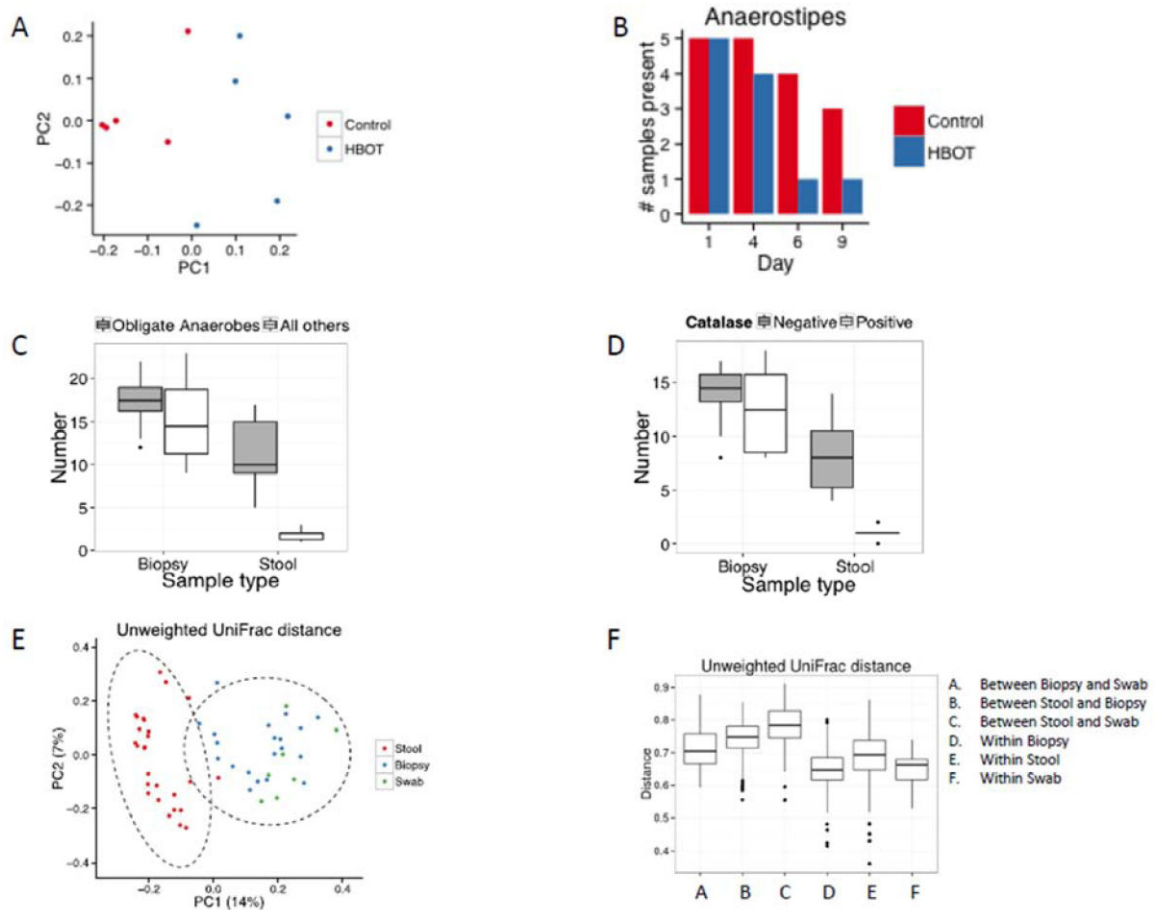 A
0.2
0.1
0.0
−0.1
−0.2
PC2
−0.2 −0.1 0.0 0.1 0.2
PC1
Control
HBOT
B
Anaerostipes
5
4
3
2
1
0
# samples present
1 4 6 9
Day
Control
HBOT
C
Obligate Anaerobes All others
20
15
10
5
0
Number
Biopsy Stool
Sample type
D
Catalase Negative Positive
15
10
5
0
Number
Biopsy Stool
Sample type
E
Unweighted UniFrac distance
0.4
0.2
0.0
−0.2
−0.4
PC2 (7%)
−0.2 0.0 0.2 0.4
PC1 (14%)
Stool
Biopsy
Swab
F
Unweighted UniFrac distance
0.9
0.8
0.7
0.6
0.5
0.4
Distance
A B C D E F
A. Between Biopsy and Swab
B. Between Stool and Biopsy
C. Between Stool and Swab
D. Within Biopsy
E. Within Stool
F. Within Swab